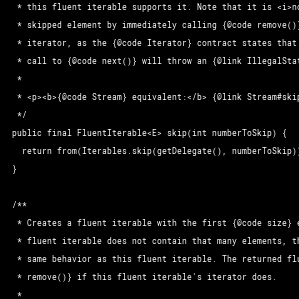 * this fluent iterable supports it. Note that it is <i>no
* skipped element by immediately calling {@code remove()}
* iterator, as the {@code Iterator} contract states that
* call to {@code next()} will throw an {@link IllegalStat
*
* <p><b>{@code Stream} equivalent:</b> {@link Stream#skip
*/
public final FluentIterable<E> skip(int numberToSkip) {
return from(Iterables.skip(getDelegate(), numberToSkip))
}
/**
* Creates a fluent iterable with the first {@code size} e
* fluent iterable does not contain that many elements, th
* same behavior as this fluent iterable. The returned flu
* remove()} if this fluent iterable's iterator does.
*